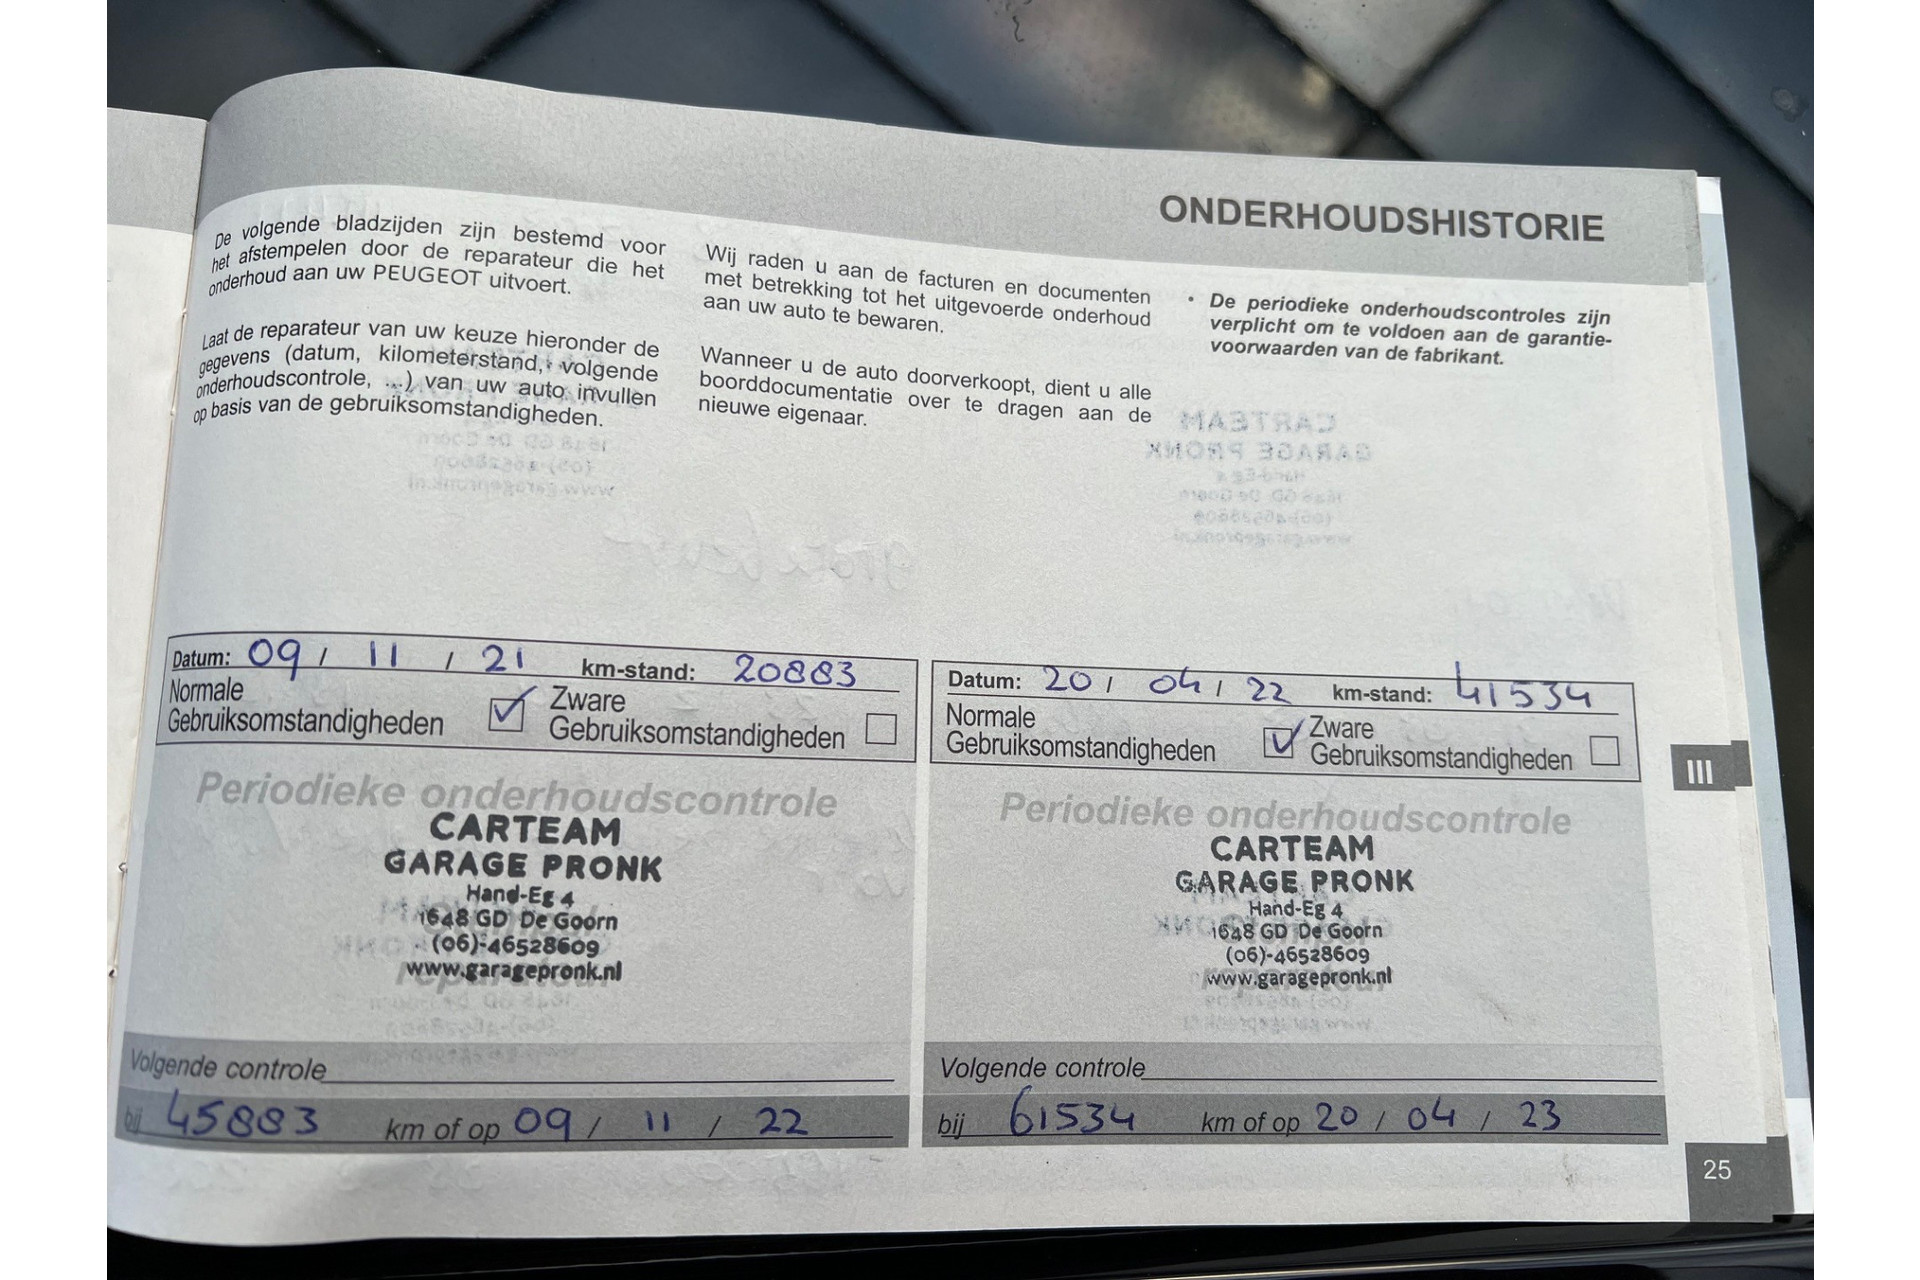 ONDERHOUDSHISTORIE
De volgende bladzijden zijn bestemd voor
het afstempelen door de reparateur die het
onderhoud aan uw PEUGEOT uitvoert.
Laat de reparateur van uw keuze hieronder de
gegevens (datum, kilometerstand, volgende
onderhoudscontrole, ...) van uw auto invullen
op basis van de gebruiksomstandigheden.
Wij raden u aan de facturen en documenten
met betrekking tot het uitgevoerde onderhoud
aan uw auto te bewaren.
Wanneer u de auto doorverkoopt, dient u alle
boorddocumentatie over te dragen aan de
nieuwe eigenaar.
• De periodieke onderhoudscontroles zijn
verplicht om te voldoen aan de garantie-
voorwaarden van de fabrikant.
Datum: 09 / 11 / 21 km-stand: 20883
Normale
Gebruiksomstandigheden
Zware
Gebruiksomstandigheden
Periodieke onderhoudscontrole
CARTEAM
GARAGE PRONK
Hand-Eg 4
1648 GD De Goorn
(06)-46528609
www.garagepronk.nl
Volgende controle
bij 45883 km of op 09 / 11 / 22
Datum: 20 / 04 / 22 km-stand: 41534
Normale
Gebruiksomstandigheden
Zware
Gebruiksomstandigheden
Periodieke onderhoudscontrole
CARTEAM
GARAGE PRONK
Hand-Eg 4
1648 GD De Goorn
(06)-46528609
www.garagepronk.nl
Volgende controle
bij 61534 km of op 20 / 04 / 23
III
25